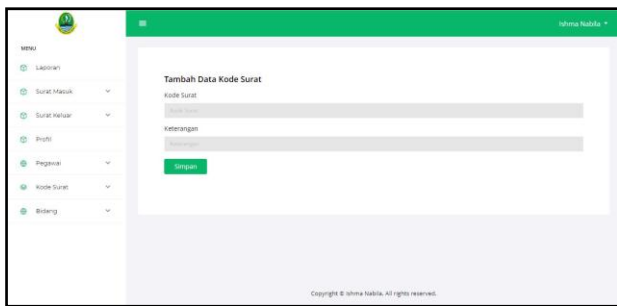 Ishma Nabila
MENU
Laporan
Surat Masuk
Surat Keluar
Profil
Pegawai
Kode Surat
Bidang
Tambah Data Kode Surat
Kode Surat
Kode Surat
Keterangan
Keterangan
Simpan
Copyright © Ishma Nabila. All rights reserved.